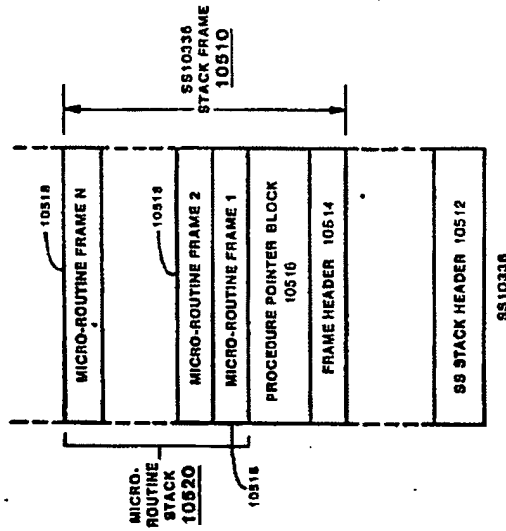 10518
MICRO-ROUTINE FRAME N
SS10336
STACK FRAME
10510
10518
MICRO-ROUTINE FRAME 2
MICRO-ROUTINE FRAME 1
MICRO-
ROUTINE
STACK
10520
10518
PROCEDURE POINTER BLOCK
10516
FRAME HEADER 10514
SS STACK HEADER 10512
SS10336